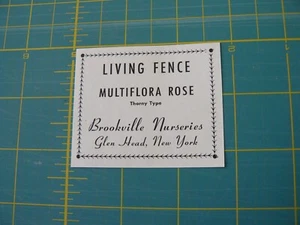 LIVING FENCE
MULTIFLORA ROSE
Thorny Type
Brookville Nurseries
Glen Head, New York